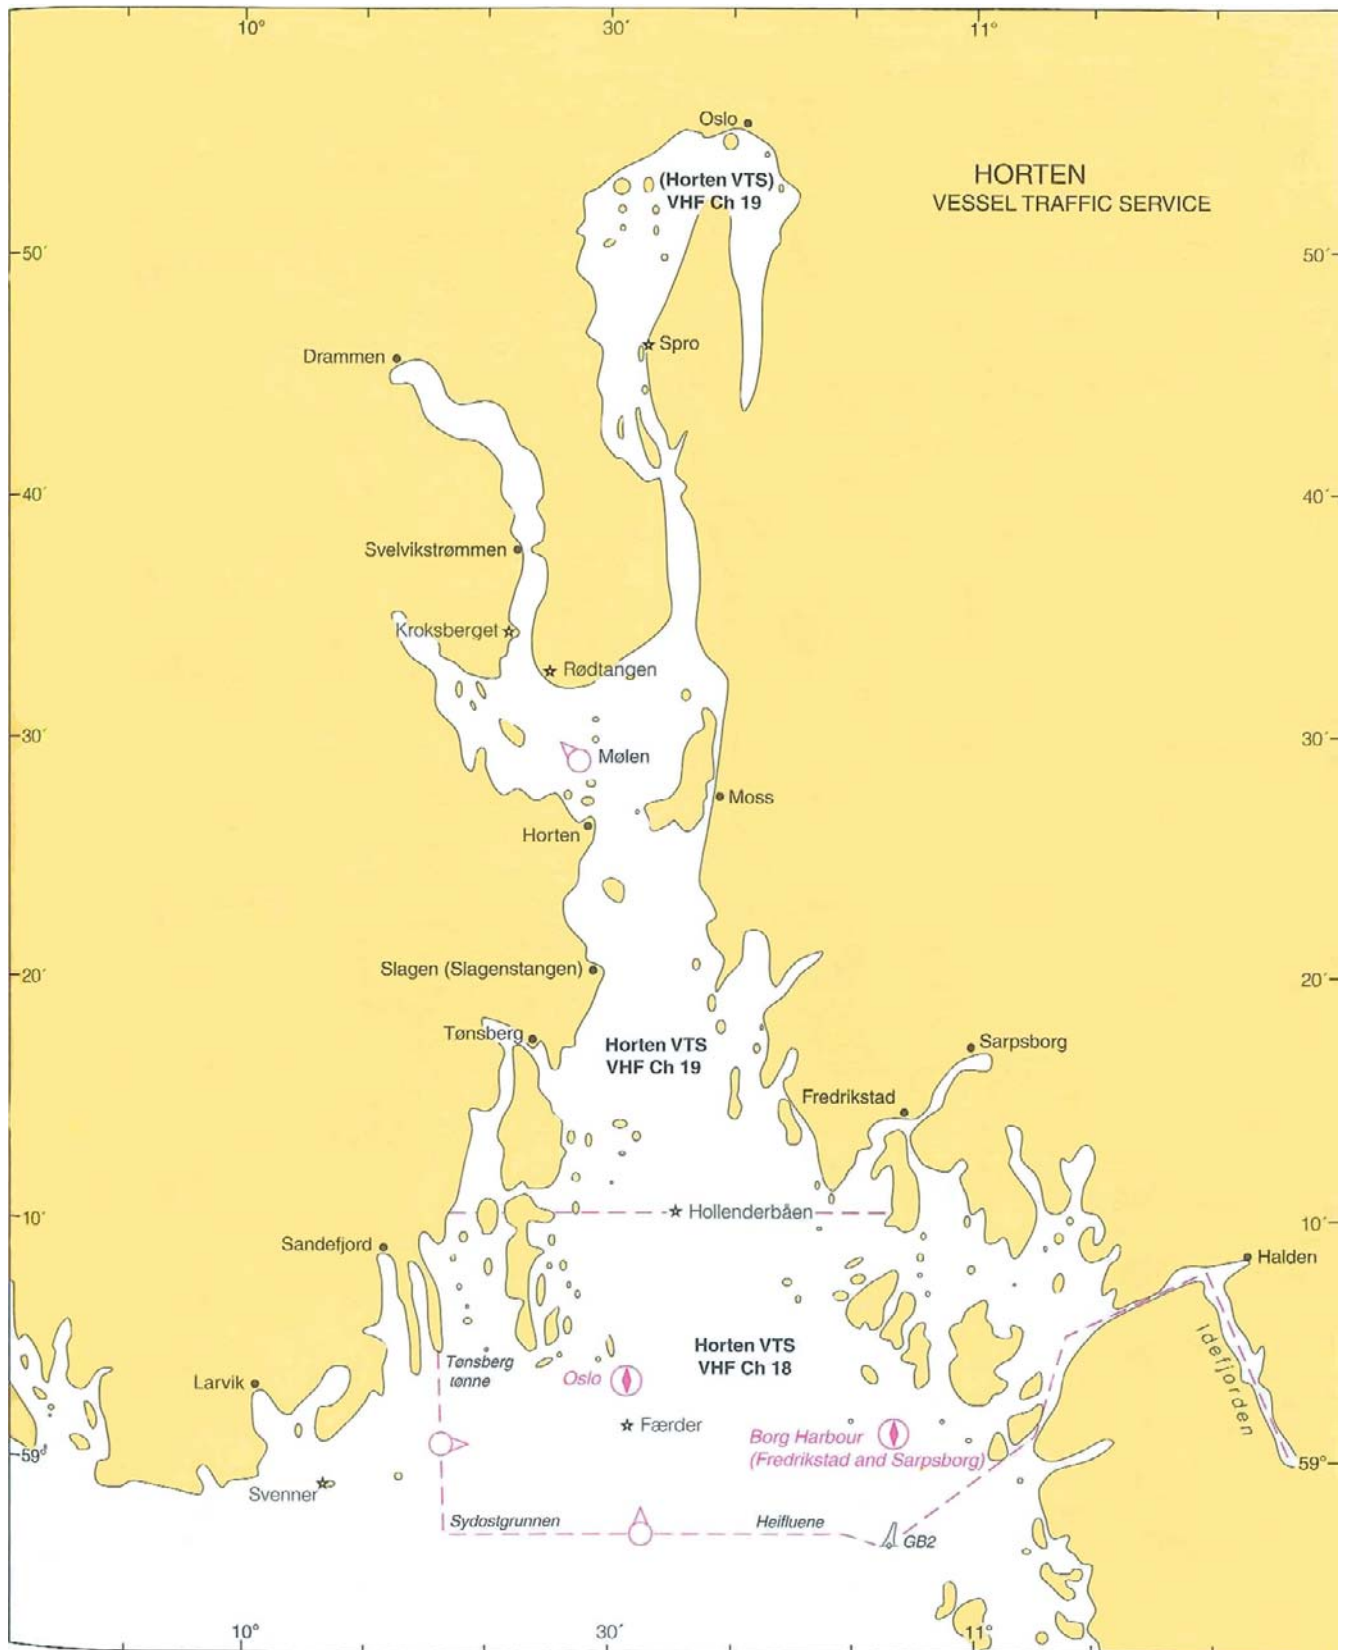 10°
30´
11°
Oslo
HORTEN
VESSEL TRAFFIC SERVICE
(Horten VTS)
VHF Ch 19
50´
50´
Spro
Drammen
40´
40´
Svelvikstrømmen
Kroksberget
Rødtangen
30´
30´
Mølen
Moss
Horten
Slagen (Slagenstangen)
20´
20´
Tønsberg
Horten VTS
VHF Ch 19
Sarpsborg
Fredrikstad
10´
Hollenderbåen
10´
Sandefjord
Halden
Horten VTS
VHF Ch 18
Tønsberg
tønne
Oslo
Idefjorden
Larvik
Færder
Borg Harbour
(Fredrikstad and Sarpsborg)
59°
59°
Svenner
Sydostgrunnen
Heifluene
GB2
10°
30´
11°